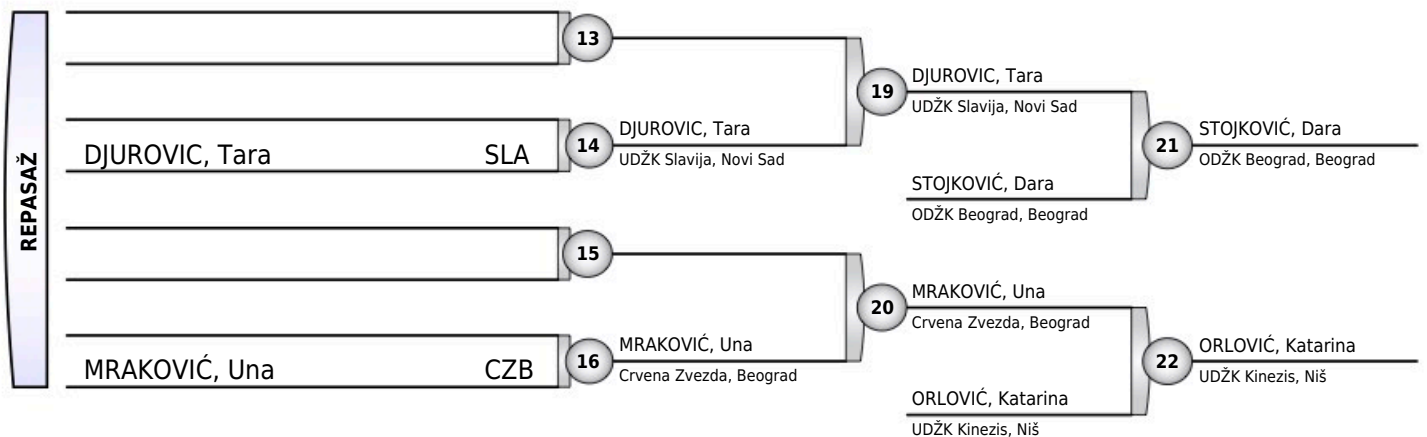 REPASAŽ
13
DJUROVIC, Tara SLA
14
DJUROVIC, Tara
UDŽK Slavija, Novi Sad
19
DJUROVIC, Tara
UDŽK Slavija, Novi Sad
STOJKOVIĆ, Dara
ODŽK Beograd, Beograd
21
STOJKOVIĆ, Dara
ODŽK Beograd, Beograd
15
MRAKOVIĆ, Una CZB
16
MRAKOVIĆ, Una
Crvena Zvezda, Beograd
20
MRAKOVIĆ, Una
Crvena Zvezda, Beograd
ORLOVIĆ, Katarina
UDŽK Kinezis, Niš
22
ORLOVIĆ, Katarina
UDŽK Kinezis, Niš